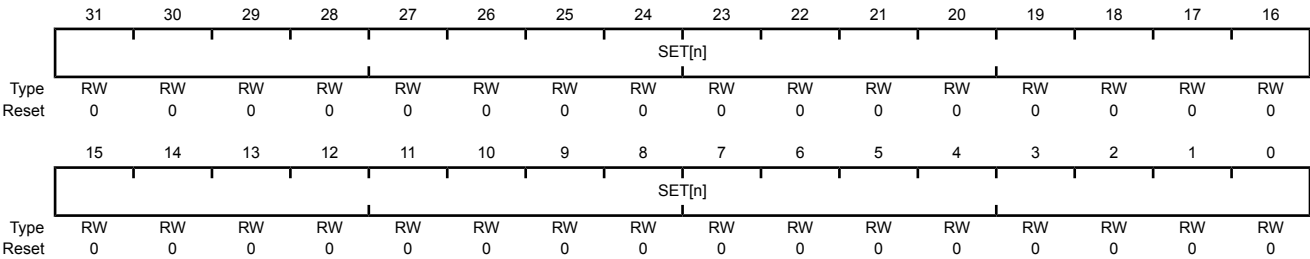 31 30 29 28 27 26 25 24 23 22 21 20 19 18 17 16
SET[n]
Type RW RW RW RW RW RW RW RW RW RW RW RW RW RW RW RW
Reset 0 0 0 0 0 0 0 0 0 0 0 0 0 0 0 0
15 14 13 12 11 10 9 8 7 6 5 4 3 2 1 0
SET[n]
Type RW RW RW RW RW RW RW RW RW RW RW RW RW RW RW RW
Reset 0 0 0 0 0 0 0 0 0 0 0 0 0 0 0 0